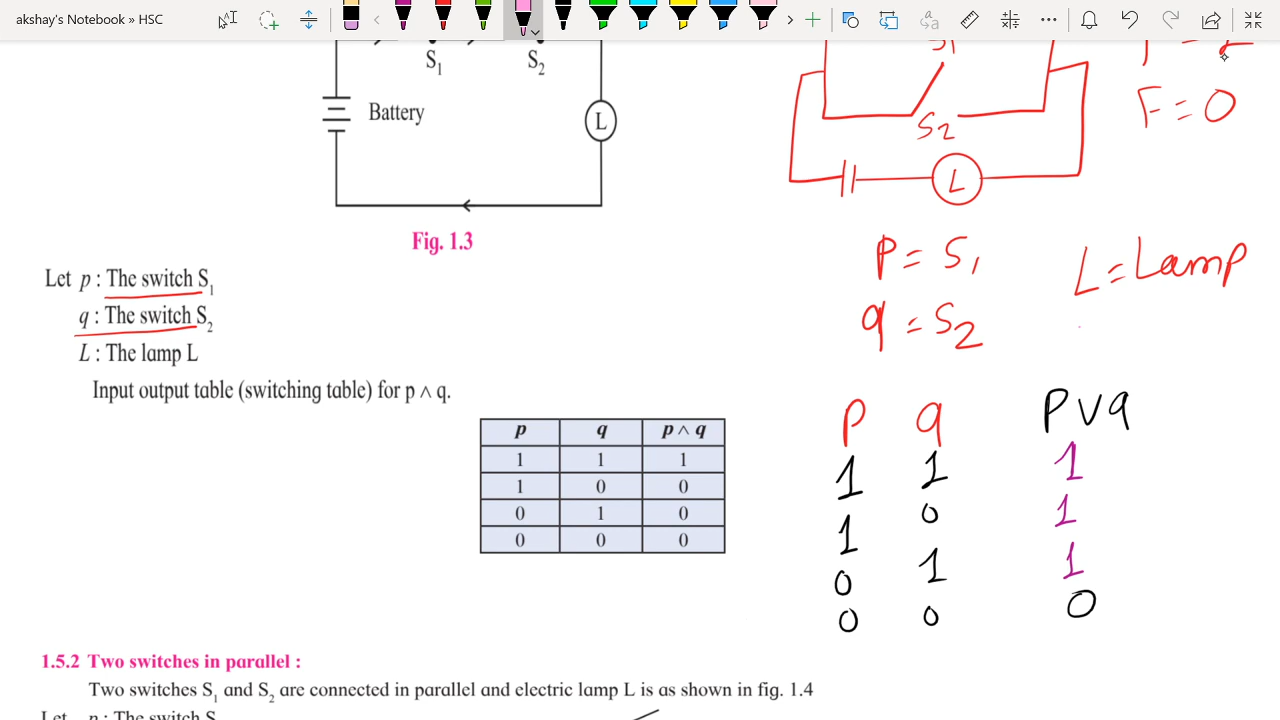 akshay's Notebook » HSC
S1 S2
Battery
L
Fig. 1.3
Let p : The switch S1
q : The switch S2
L : The lamp L
Input output table (switching table) for p ∧ q.
p q p ∧ q
1 1 1
1 0 0
0 1 0
0 0 0
1.5.2 Two switches in parallel :
Two switches S1 and S2 are connected in parallel and electric lamp L is as shown in fig. 1.4
Let p : The switch S
S1
S2
L
F = 0
p = S1
q = S2
L = Lamp
p q p ∨ q
1 1 1
1 0 1
0 1 1
0 0 0